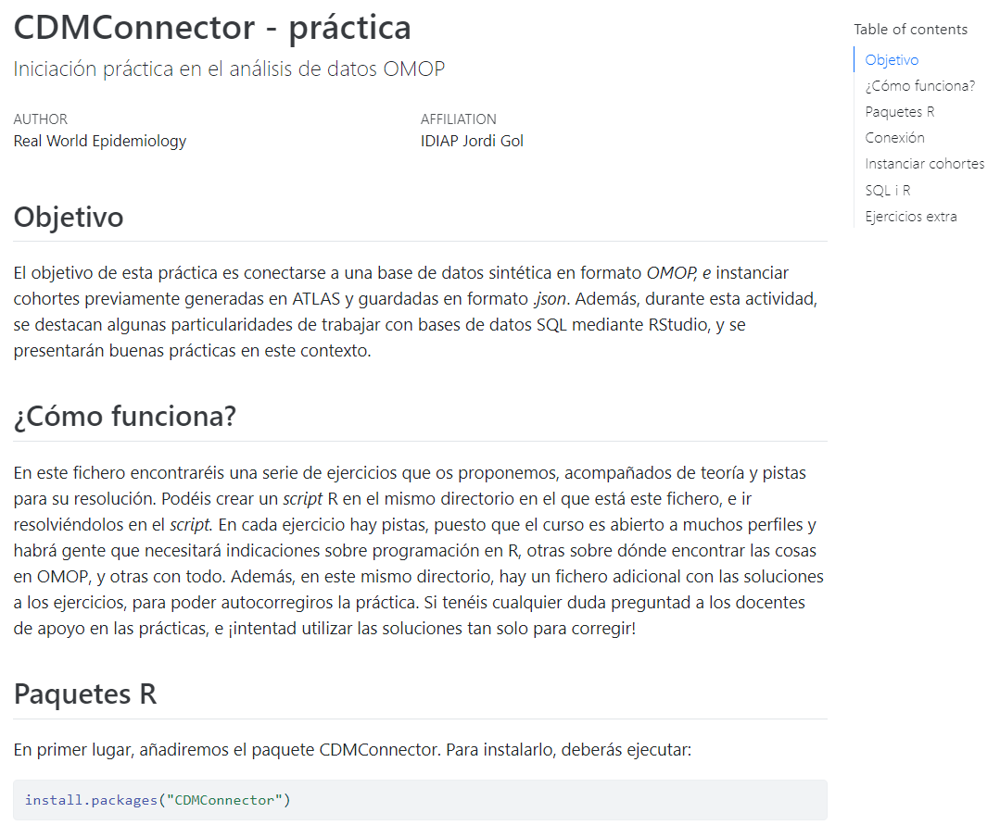 CDMConnector - práctica
Iniciación práctica en el análisis de datos OMOP
AUTHOR
Real World Epidemiology
AFFILIATION
IDIAP Jordi Gol
Table of contents
Objetivo
¿Cómo funciona?
Paquetes R
Conexión
Instanciar cohortes
SQL i R
Ejercicios extra
Objetivo
El objetivo de esta práctica es conectarse a una base de datos sintética en formato OMOP, e instanciar
cohortes previamente generadas en ATLAS y guardadas en formato .json. Además, durante esta actividad,
se destacan algunas particularidades de trabajar con bases de datos SQL mediante RStudio, y se
presentarán buenas prácticas en este contexto.
¿Cómo funciona?
En este fichero encontraréis una serie de ejercicios que os proponemos, acompañados de teoría y pistas
para su resolución. Podéis crear un script R en el mismo directorio en el que está este fichero, e ir
resolviéndolos en el script. En cada ejercicio hay pistas, puesto que el curso es abierto a muchos perfiles y
habrá gente que necesitará indicaciones sobre programación en R, otras sobre dónde encontrar las cosas
en OMOP, y otras con todo. Además, en este mismo directorio, hay un fichero adicional con las soluciones
a los ejercicios, para poder autocorregiros la práctica. Si tenéis cualquier duda preguntad a los docentes
de apoyo en las prácticas, e ¡intentad utilizar las soluciones tan solo para corregir!
Paquetes R
En primer lugar, añadiremos el paquete CDMConnector. Para instalarlo, deberás ejecutar:
install.packages("CDMConnector")